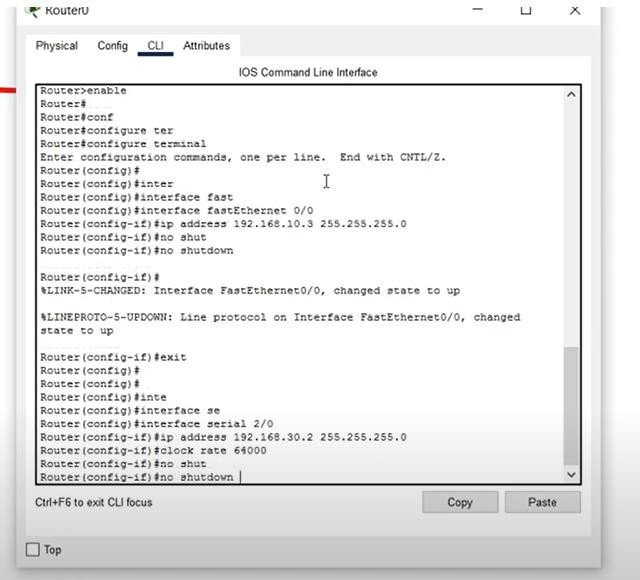 Router0
Physical Config CLI Attributes
IOS Command Line Interface
Router>enable
Router#
Router#conf
Router#configure ter
Router#configure terminal
Enter configuration commands, one per line. End with CNTL/Z.
Router(config)#
Router(config)#inter
Router(config)#interface fast
Router(config)#interface fastEthernet 0/0
Router(config-if)#ip address 192.168.10.3 255.255.255.0
Router(config-if)#no shut
Router(config-if)#no shutdown
Router(config-if)#
%LINK-5-CHANGED: Interface FastEthernet0/0, changed state to up
%LINEPROTO-5-UPDOWN: Line protocol on Interface FastEthernet0/0, changed
state to up
Router(config-if)#exit
Router(config)#
Router(config)#
Router(config)#inte
Router(config)#interface se
Router(config)#interface serial 2/0
Router(config-if)#ip address 192.168.30.2 255.255.255.0
Router(config-if)#clock rate 64000
Router(config-if)#no shut
Router(config-if)#no shutdown
Ctrl+F6 to exit CLI focus
Copy Paste
Top